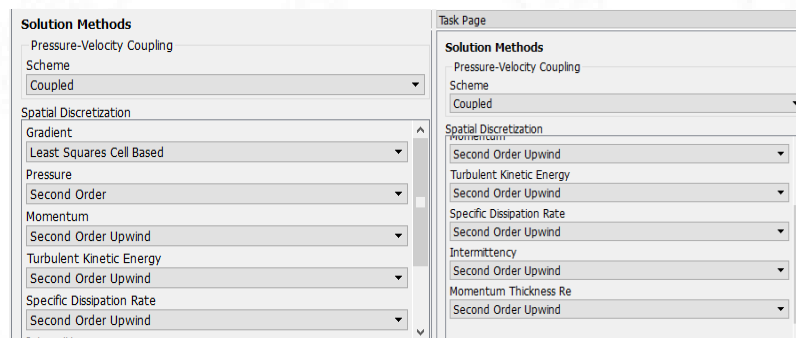 Solution Methods
Pressure-Velocity Coupling
Scheme
Coupled
Spatial Discretization
Gradient
Least Squares Cell Based
Pressure
Second Order
Momentum
Second Order Upwind
Turbulent Kinetic Energy
Second Order Upwind
Specific Dissipation Rate
Second Order Upwind
Task Page
Solution Methods
Pressure-Velocity Coupling
Scheme
Coupled
Spatial Discretization
Momentum
Second Order Upwind
Turbulent Kinetic Energy
Second Order Upwind
Specific Dissipation Rate
Second Order Upwind
Intermittency
Second Order Upwind
Momentum Thickness Re
Second Order Upwind